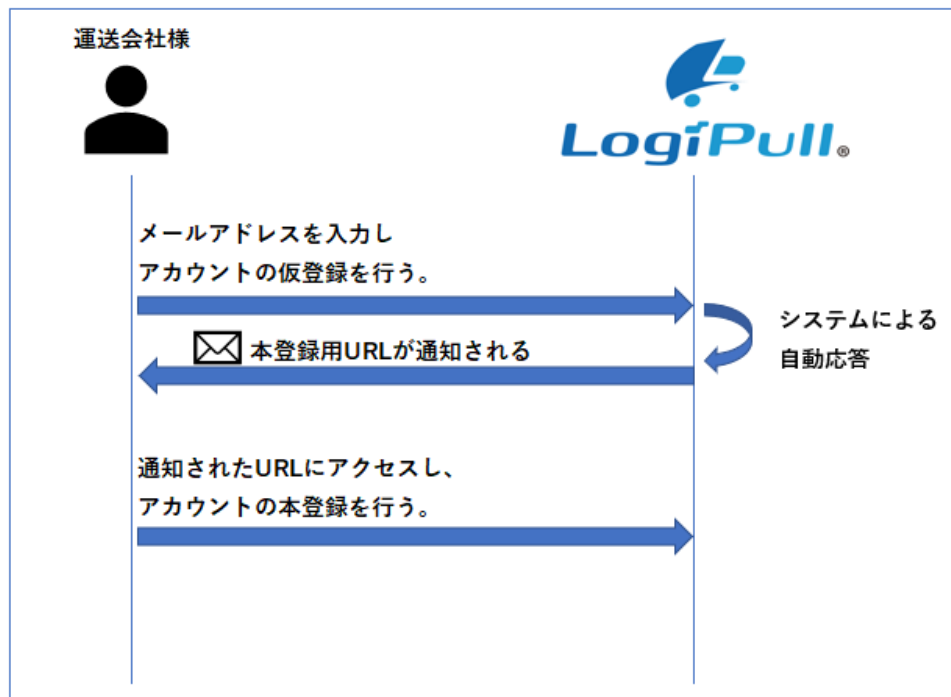 運送会社様
LogiPull®
メールアドレスを入力し
アカウントの仮登録を行う。
システムによる
自動応答
本登録用URLが通知される
通知されたURLにアクセスし、
アカウントの本登録を行う。